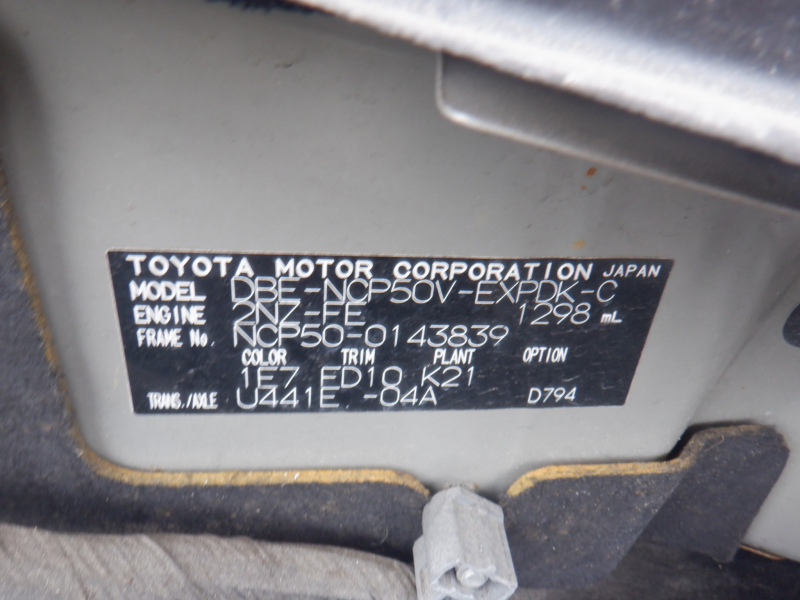 TOYOTA MOTOR CORPORATION JAPAN
MODEL DBE-NCP50V-EXPDK-C
ENGINE 2NZ-FE 1298 mL
FRAME No. NCP50-0143839
COLOR TRIM PLANT OPTION
1E7 ED10 K21
TRANS./AXLE U441E -04A D794